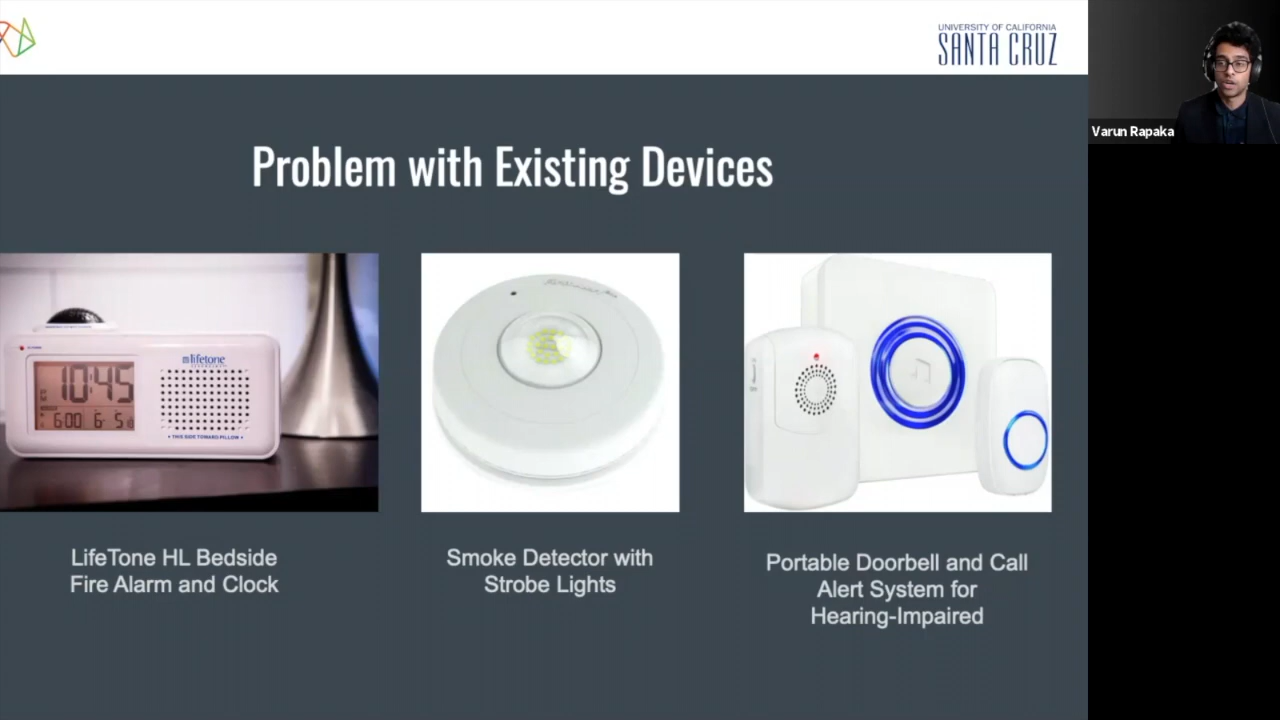 UNIVERSITY OF CALIFORNIA
SANTA CRUZ
Varun Rapaka
Problem with Existing Devices
lifetone
10:45
6:00 6- 5
• THIS SIDE TOWARD PILLOW •
LifeTone HL Bedside
Fire Alarm and Clock
Smoke Detector with
Strobe Lights
Portable Doorbell and Call
Alert System for
Hearing-Impaired